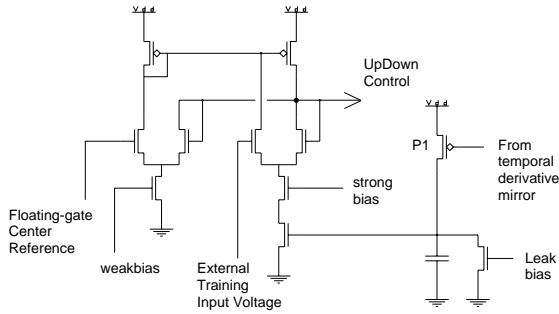 Vdd
Vdd
UpDown
Control
Vdd
P1
From
temporal
derivative
mirror
strong
bias
Floating-gate
Center
Reference
weakbias
External
Training
Input Voltage
Leak
bias